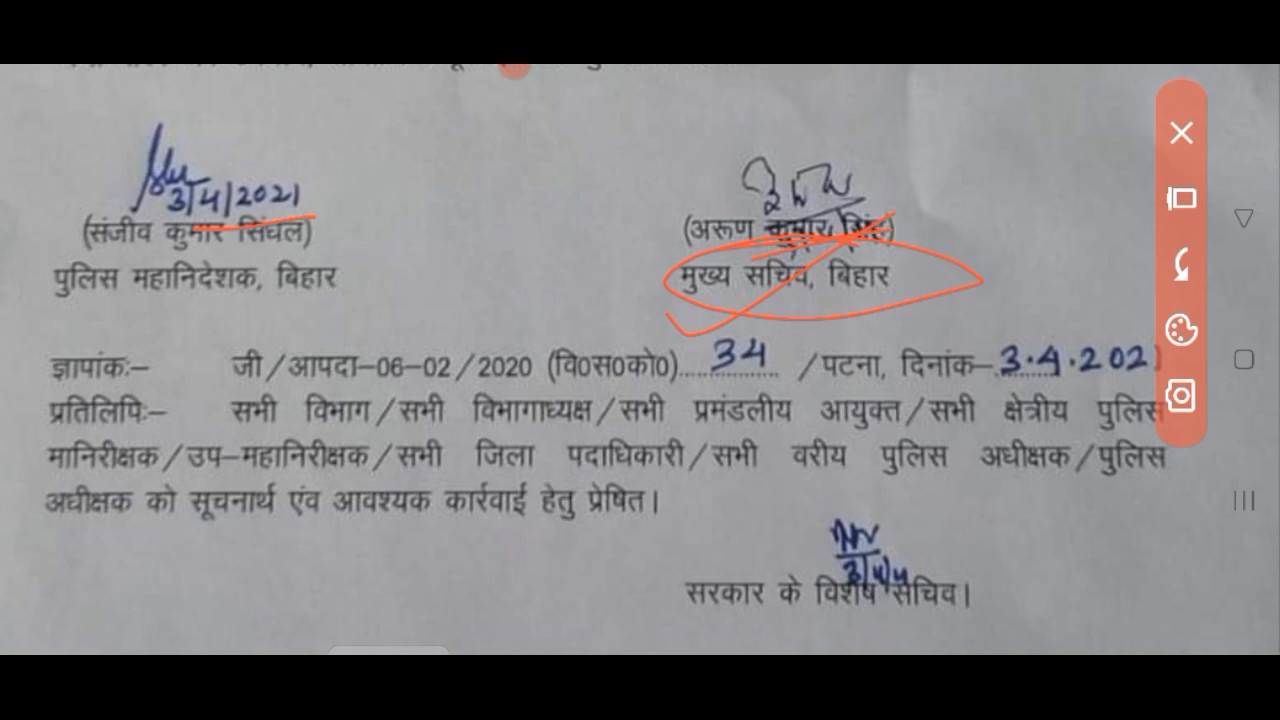 3/4/2021
(संजीव कुमार सिंघल)
पुलिस महानिदेशक, बिहार
(अरूण कुमार सिंह)
मुख्य सचिव, बिहार
ज्ञापांकः– जी/आपदा–06–02/2020 (वि0स0को0)....34..../पटना, दिनांक–3.4.2021
प्रतिलिपिः– सभी विभाग/सभी विभागाध्यक्ष/सभी प्रमंडलीय आयुक्त/सभी क्षेत्रीय पुलिस
मानिरीक्षक/उप–महानिरीक्षक/सभी जिला पदाधिकारी/सभी वरीय पुलिस अधीक्षक/पुलिस
अधीक्षक को सूचनार्थ एंव आवश्यक कार्रवाई हेतु प्रेषित।
सरकार के विशेष सचिव।